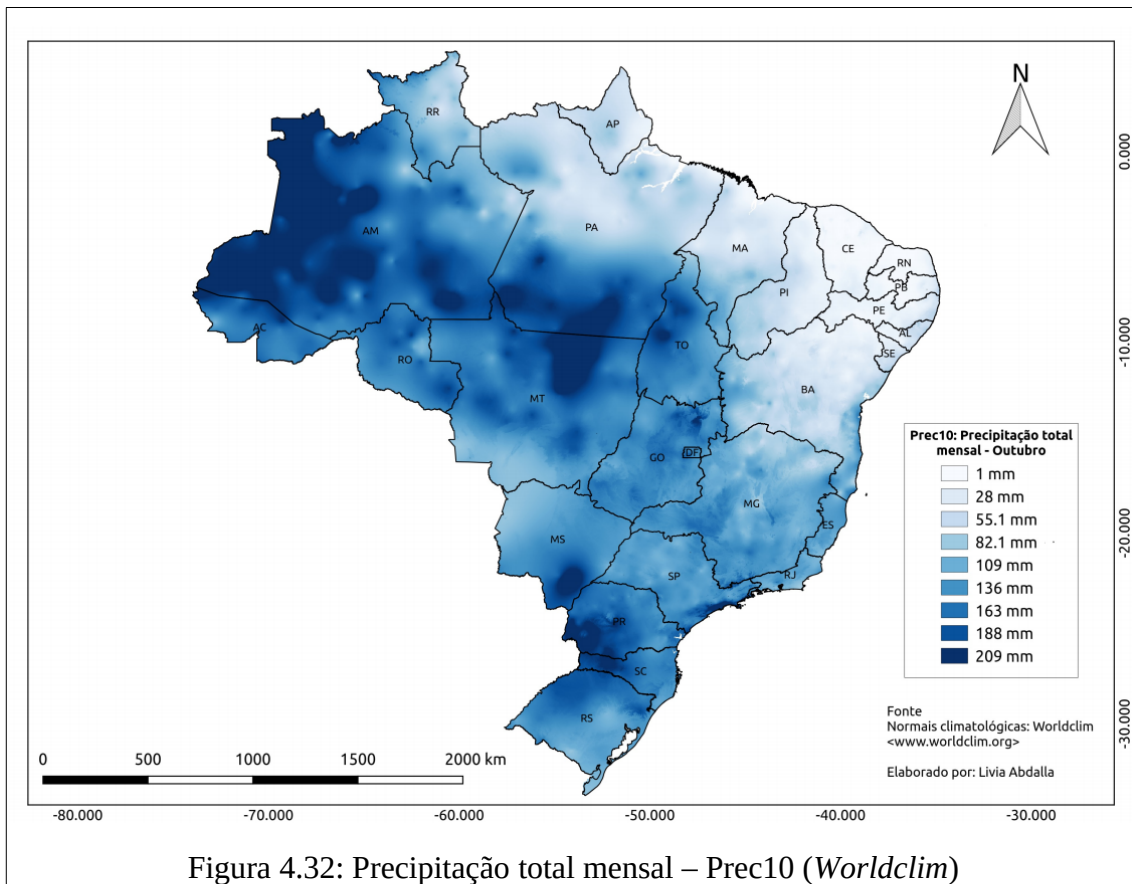 N
RR
AP
AM
PA
MA
CE
RN
PB
PI
PE
AL
SE
AC
TO
RO
BA
MT
GO
DF
MG
ES
MS
SP
RJ
PR
SC
RS
0.000
-10.000
-20.000
-30.000
Prec10: Precipitação total
mensal - Outubro
1 mm
28 mm
55.1 mm
82.1 mm
109 mm
136 mm
163 mm
188 mm
209 mm
Fonte
Normais climatológicas: Worldclim
<www.worldclim.org>
Elaborado por: Livia Abdalla
0 500 1000 1500 2000 km
-80.000 -70.000 -60.000 -50.000 -40.000 -30.000
Figura 4.32: Precipitação total mensal – Prec10 (Worldclim)